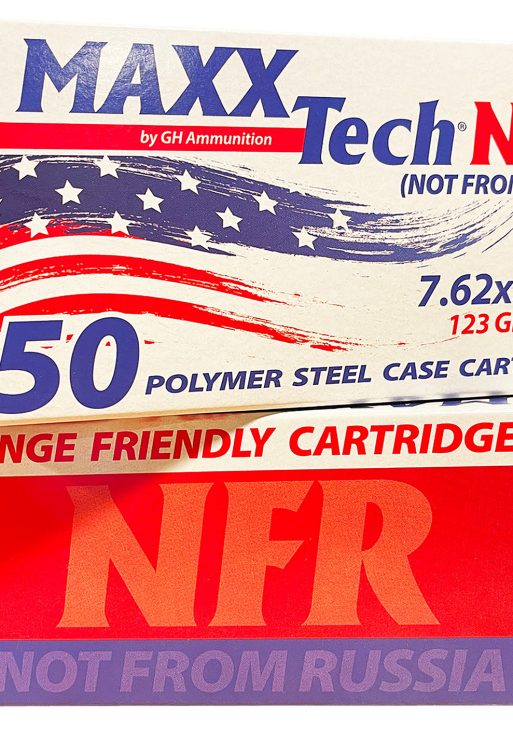 MAXX
by GH Ammunition
Tech® N
(NOT FROM
7.62x
123 G
50 POLYMER STEEL CASE CART
NGE FRIENDLY CARTRIDGE
NFR
NOT FROM RUSSIA